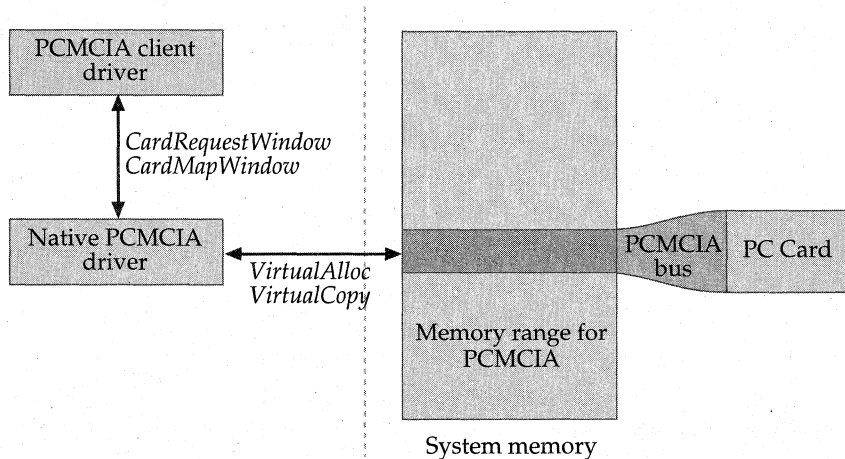 PCMCIA client
driver
CardRequestWindow
CardMapWindow
Native PCMCIA
driver
VirtualAlloc
VirtualCopy
PCMCIA
bus
PC Card
Memory range for
PCMCIA
System memory